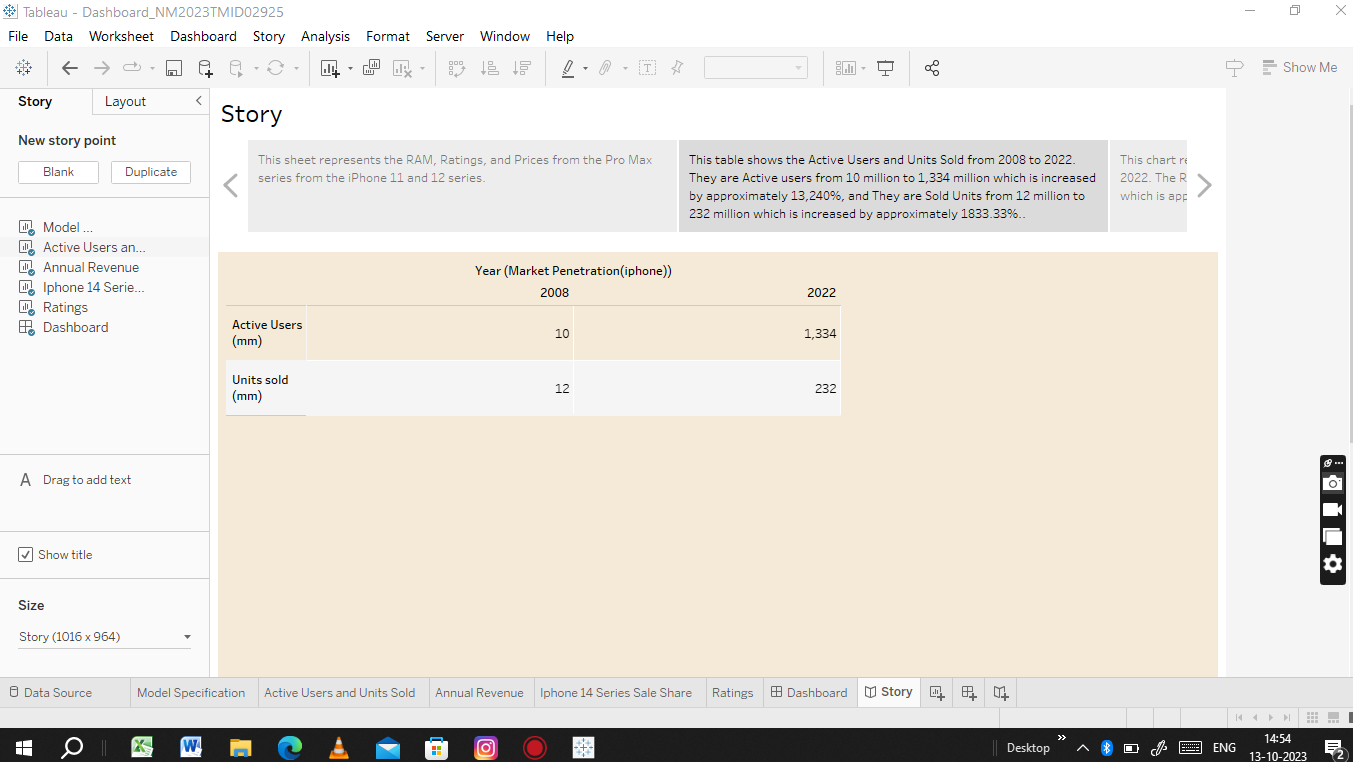 Tableau - Dashboard_NM2023TMID02925
File Data Worksheet Dashboard Story Analysis Format Server Window Help
Show Me
Story Layout
Story
New story point
Blank Duplicate
This sheet represents the RAM, Ratings, and Prices from the Pro Max
series from the iPhone 11 and 12 series.
This table shows the Active Users and Units Sold from 2008 to 2022.
They are Active users from 10 million to 1,334 million which is increased
by approximately 13,240%, and They are Sold Units from 12 million to
232 million which is increased by approximately 1833.33%..
This chart re
2022. The R
which is app
Model ...
Active Users an...
Annual Revenue
Iphone 14 Serie...
Ratings
Dashboard
Year (Market Penetration(iphone))
2008 2022
Active Users
(mm) 10 1,334
Units sold
(mm) 12 232
A Drag to add text
Show title
Size
Story (1016 x 964)
Data Source Model Specification Active Users and Units Sold Annual Revenue Iphone 14 Series Sale Share Ratings Dashboard Story
Desktop ENG 14:54
13-10-2023 2